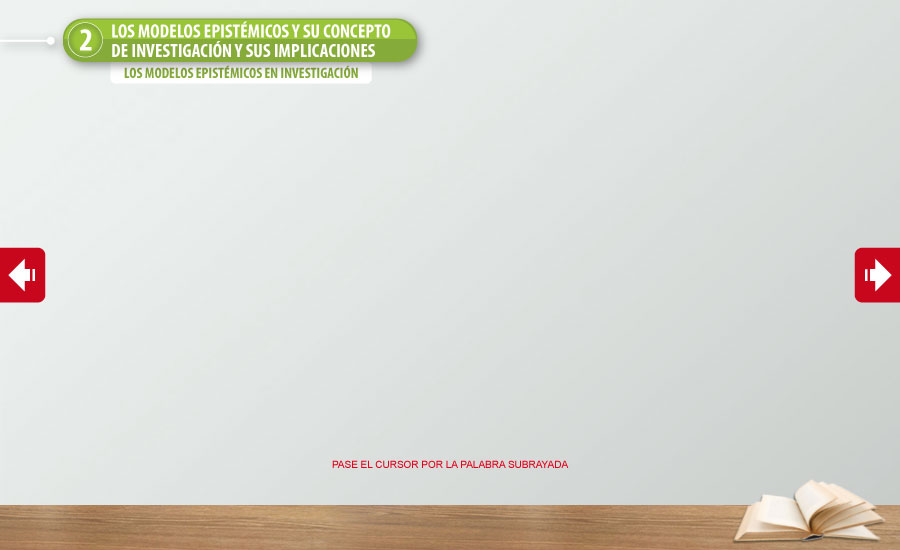 2
LOS MODELOS EPISTÉMICOS Y SU CONCEPTO
DE INVESTIGACIÓN Y SUS IMPLICACIONES
LOS MODELOS EPISTÉMICOS EN INVESTIGACIÓN
PASE EL CURSOR POR LA PALABRA SUBRAYADA